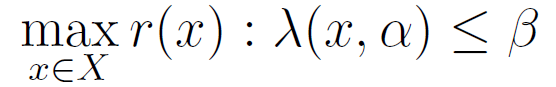 max r(x) : λ(x, α) ≤ β
x∈X